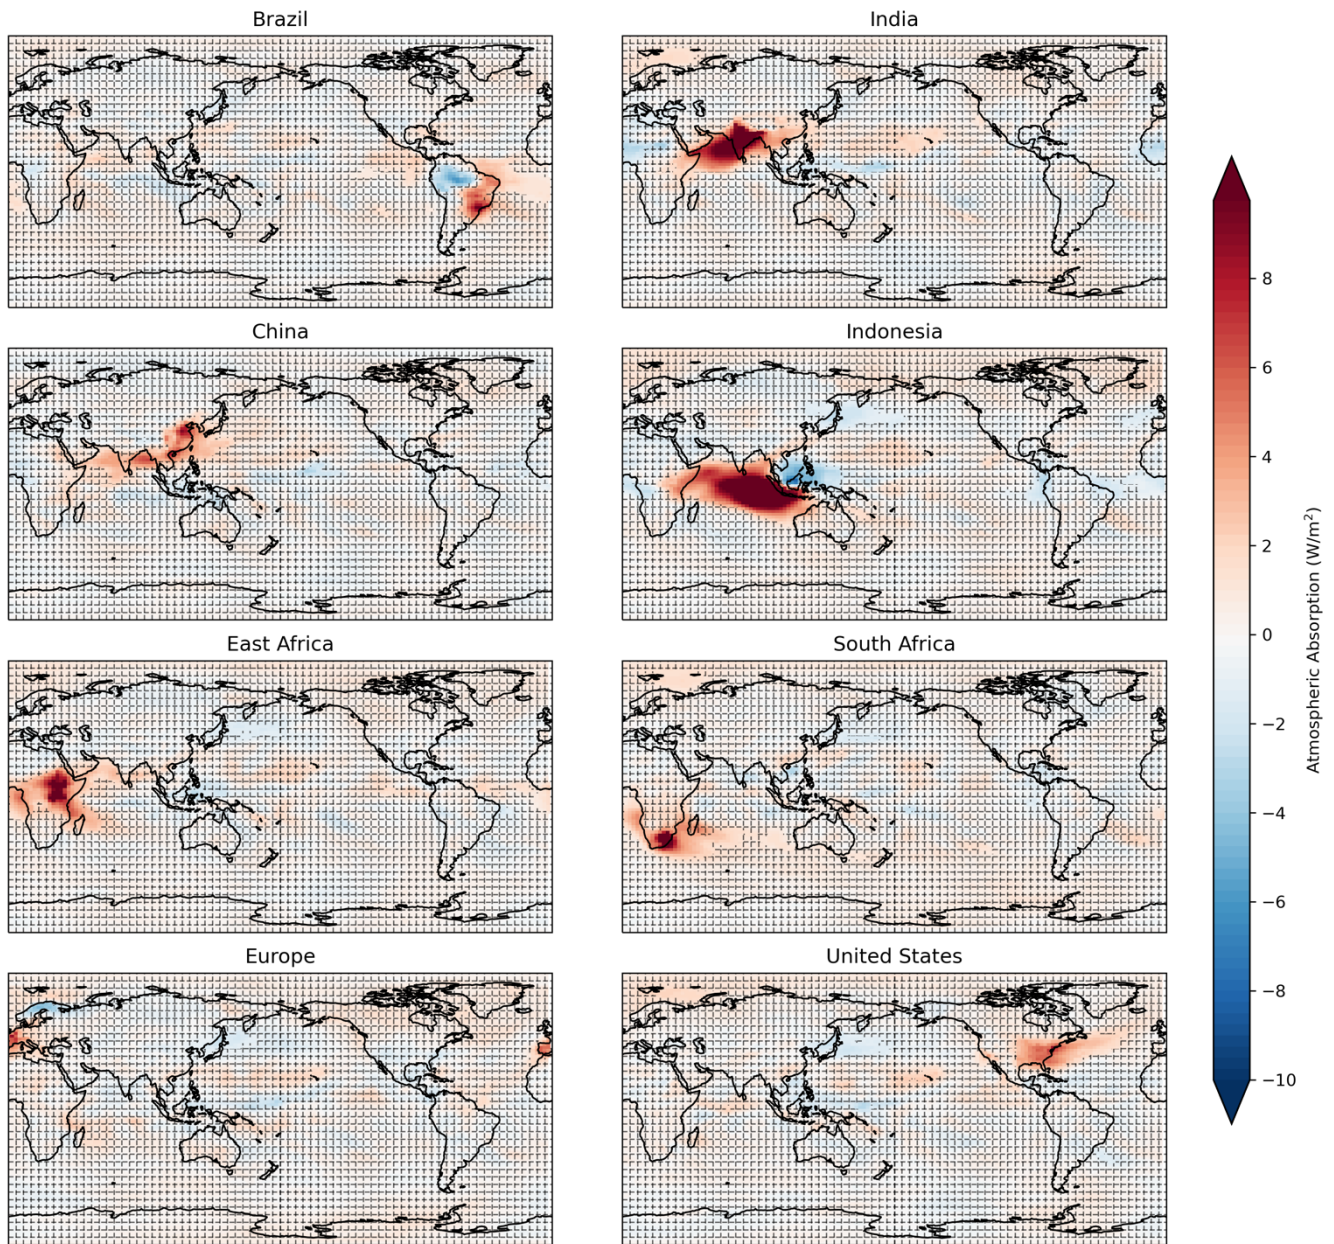 Brazil
India
China
Indonesia
East Africa
South Africa
Europe
United States
8
6
4
2
0
−2
−4
−6
−8
−10
Atmospheric Absorption (W/m²)